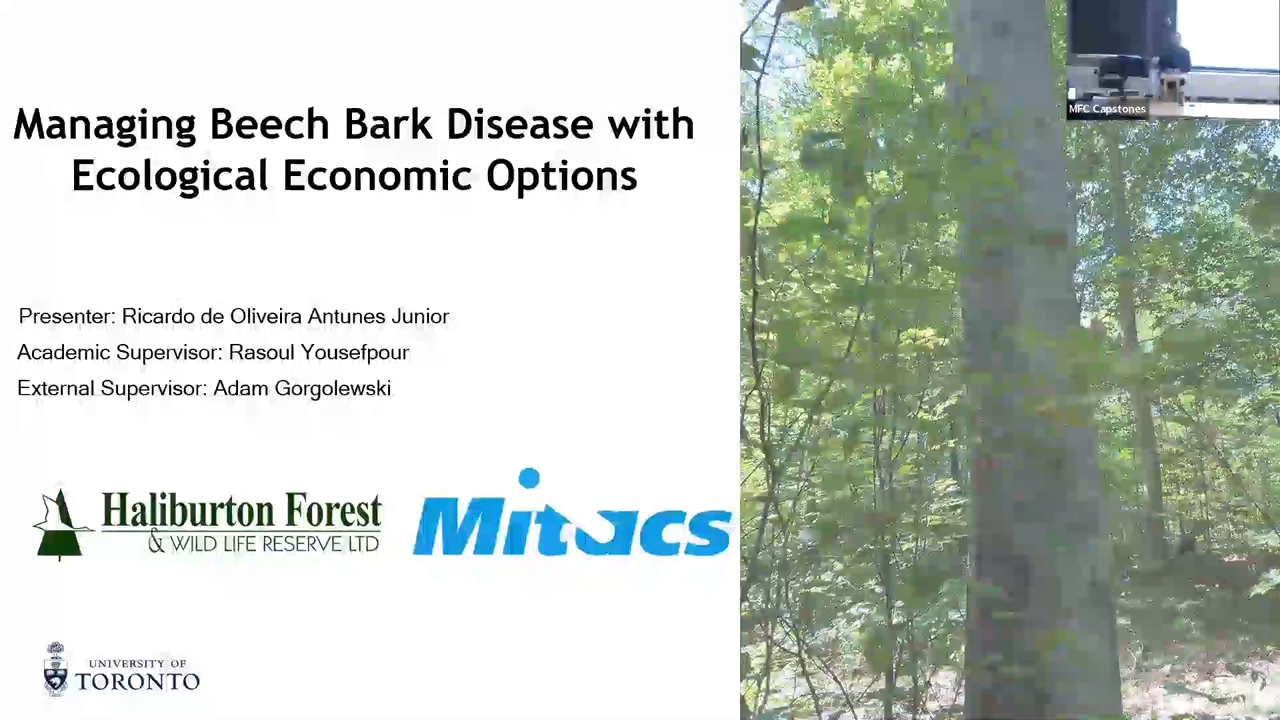 Managing Beech Bark Disease with
Ecological Economic Options
Presenter: Ricardo de Oliveira Antunes Junior
Academic Supervisor: Rasoul Yousefpour
External Supervisor: Adam Gorgolewski
Haliburton Forest
& WILD LIFE RESERVE LTD
Mitacs
UNIVERSITY OF
TORONTO
MFC Capstones